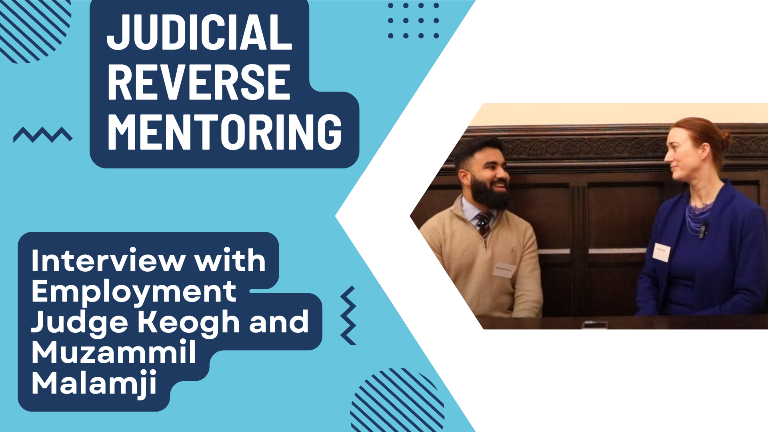 JUDICIAL
REVERSE
MENTORING
Interview with
Employment
Judge Keogh and
Muzammil
Malamji